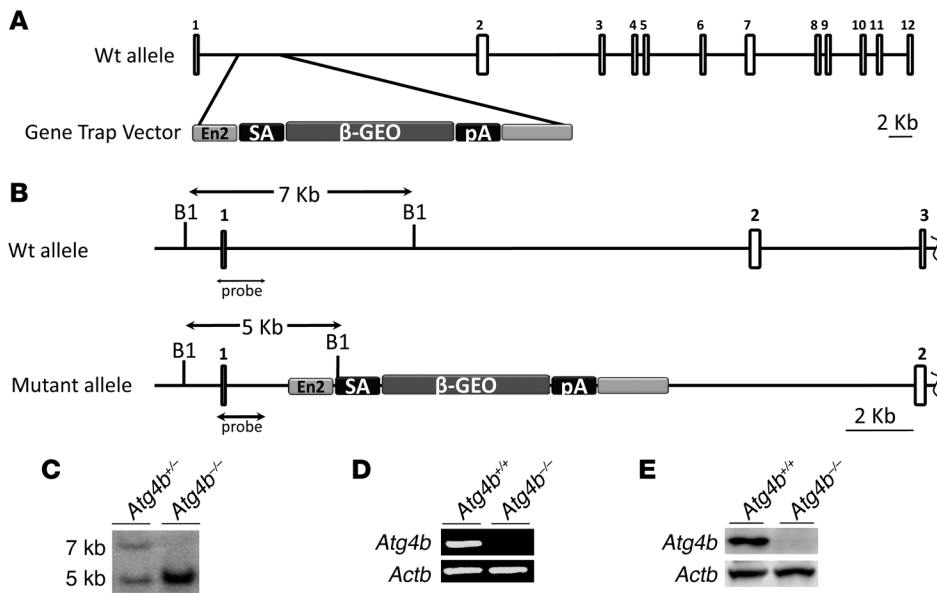 A
1 2 3 4 5 6 7 8 9 10 11 12
Wt allele
Gene Trap Vector En2 SA β-GEO pA
2 Kb
B
7 Kb
B1 1 B1 2 3
Wt allele
probe
5 Kb
B1 1 B1 2
Mutant allele En2 SA β-GEO pA
probe
2 Kb
C
Atg4b+/– Atg4b–/–
7 kb
5 kb
D
Atg4b+/+ Atg4b–/–
Atg4b
Actb
E
Atg4b+/+ Atg4b–/–
Atg4b
Actb